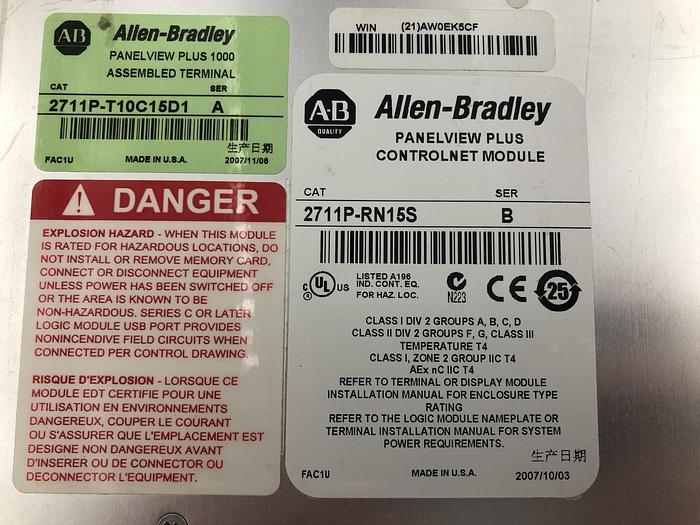 AB Allen-Bradley
PANELVIEW PLUS 1000
ASSEMBLED TERMINAL
CAT SER
2711P-T10C15D1 A
生产日期
FAC1U MADE IN U.S.A. 2007/11/06
DANGER
EXPLOSION HAZARD - WHEN THIS MODULE
IS RATED FOR HAZARDOUS LOCATIONS, DO
NOT INSTALL OR REMOVE MEMORY CARD,
CONNECT OR DISCONNECT EQUIPMENT
UNLESS POWER HAS BEEN SWITCHED OFF
OR THE AREA IS KNOWN TO BE
NON-HAZARDOUS. SERIES C OR LATER
LOGIC MODULE USB PORT PROVIDES
NONINCENDIVE FIELD CIRCUITS WHEN
CONNECTED PER CONTROL DRAWING.
RISQUE D'EXPLOSION - LORSQUE CE
MODULE EDT CERTIFIE POUR UNE
UTILISATION EN ENVIRONNEMENTS
DANGEREUX, COUPER LE COURANT
OU S'ASSURER QUE L'EMPLACEMENT EST
DESIGNE NON DANGEREUX AVANT
D'INSERER OU DE CONNECTOR OU
DECONNECTOR L'EQUIPEMENT.
WIN (21)AW0EK5CF
A-B QUALITY Allen-Bradley
PANELVIEW PLUS
CONTROLNET MODULE
CAT SER
2711P-RN15S B
c UL US ® LISTED A196
IND. CONT. EQ.
FOR HAZ. LOC.
N223
CE
25
CLASS I DIV 2 GROUPS A, B, C, D
CLASS II DIV 2 GROUPS F, G, CLASS III
TEMPERATURE T4
CLASS I, ZONE 2 GROUP IIC T4
AEx nC IIC T4
REFER TO TERMINAL OR DISPLAY MODULE
INSTALLATION MANUAL FOR ENCLOSURE TYPE
RATING
REFER TO THE LOGIC MODULE NAMEPLATE OR
TERMINAL INSTALLATION MANUAL FOR SYSTEM
POWER REQUIREMENTS.
生产日期
FAC1U MADE IN U.S.A. 2007/10/03